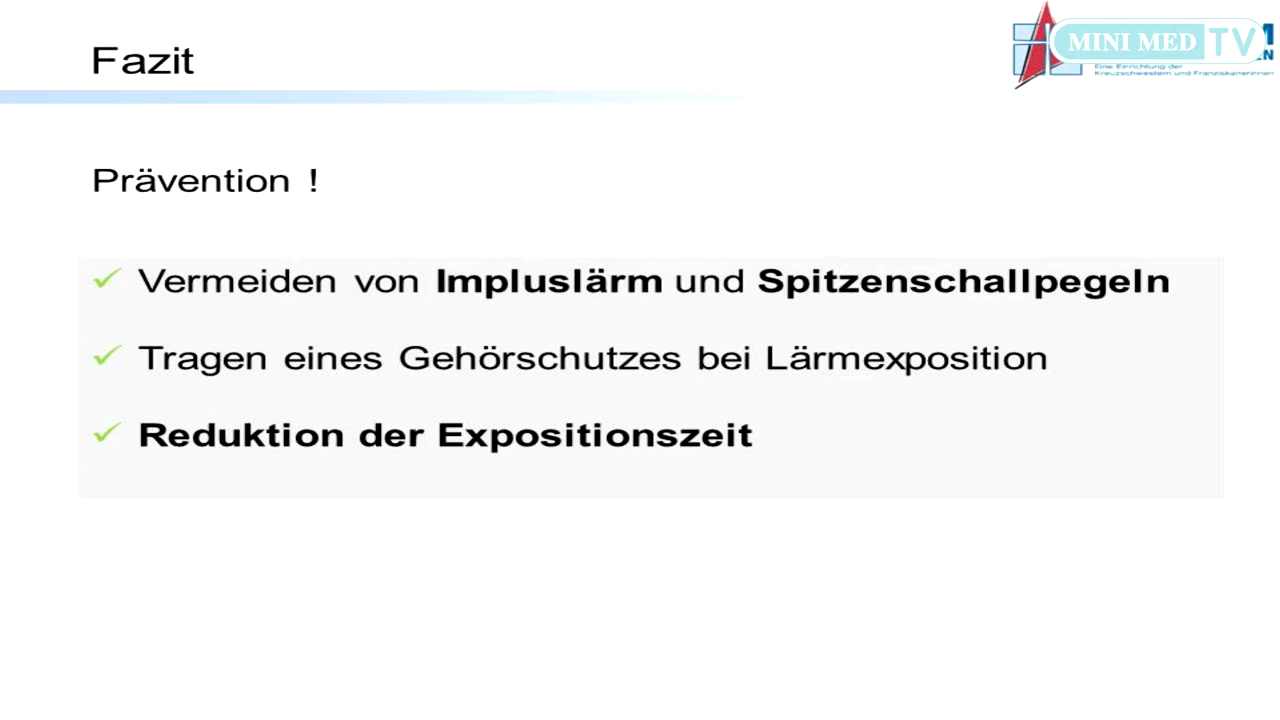 Fazit
MINI MED TV
Eine Einrichtung der
Kreuzschwestern und Franziskanerinnen
Prävention !
Vermeiden von Impluslärm und Spitzenschallpegeln
Tragen eines Gehörschutzes bei Lärmexposition
Reduktion der Expositionszeit